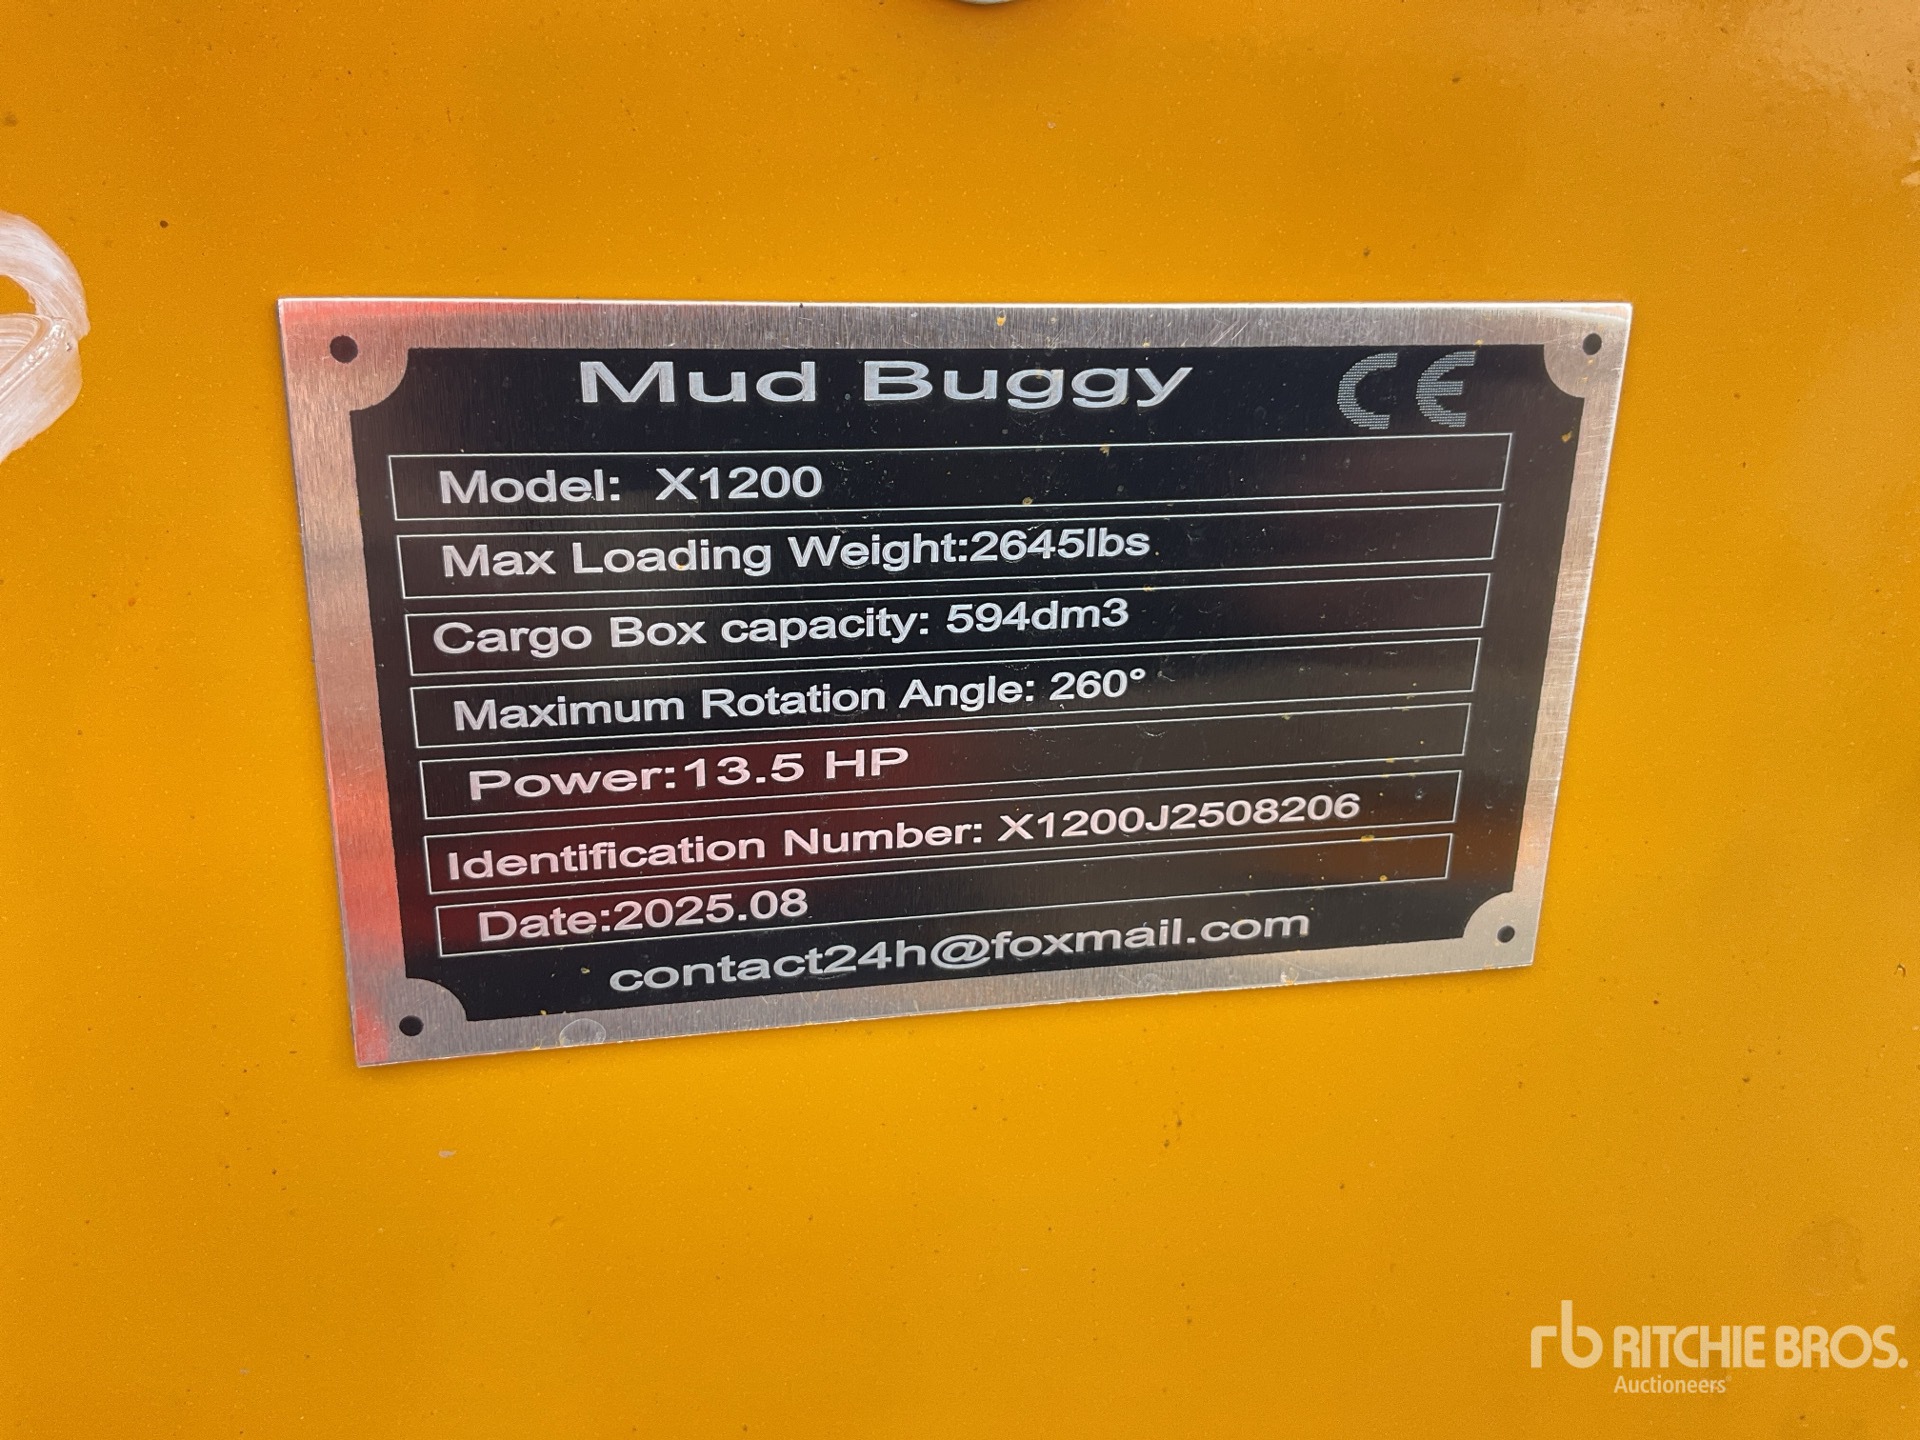 Mud Buggy CE
Model: X1200
Max Loading Weight:2645lbs
Cargo Box capacity: 594dm3
Maximum Rotation Angle: 260°
Power:13.5 HP
Identification Number: X1200J2508206
Date:2025.08
contact24h@foxmail.com
rb RITCHIE BROS.
Auctioneers